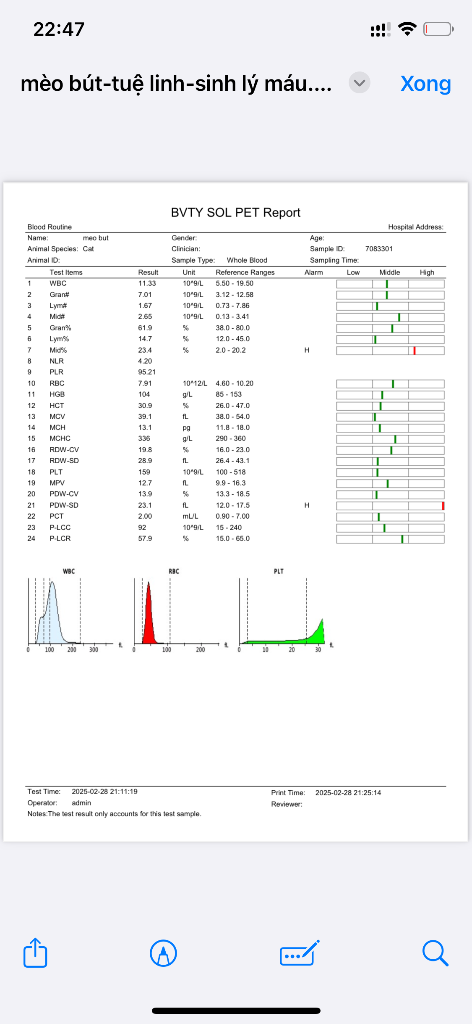 22:47
mèo bút-tuệ linh-sinh lý máu.... Xong
BVTY SOL PET Report
Blood Routine Hospital Address:
Name: meo but Gender: Age:
Animal Species: Cat Clinician: Sample ID: 7083301
Animal ID: Sample Type: Whole Blood Sampling Time:
Test Items Result Unit Reference Ranges Alarm Low Middle High
1 WBC 11.33 10^9/L 5.50 - 19.50
2 Gran# 7.01 10^9/L 3.12 - 12.58
3 Lym# 1.67 10^9/L 0.73 - 7.86
4 Mid# 2.65 10^9/L 0.13 - 3.41
5 Gran% 61.9 % 38.0 - 80.0
6 Lym% 14.7 % 12.0 - 45.0
7 Mid% 23.4 % 2.0 - 20.2 H
8 NLR 4.20
9 PLR 95.21
10 RBC 7.91 10^12/L 4.60 - 10.20
11 HGB 104 g/L 85 - 153
12 HCT 30.9 % 26.0 - 47.0
13 MCV 39.1 fL 38.0 - 54.0
14 MCH 13.1 pg 11.8 - 18.0
15 MCHC 336 g/L 290 - 360
16 RDW-CV 19.8 % 16.0 - 23.0
17 RDW-SD 28.9 fL 26.4 - 43.1
18 PLT 159 10^9/L 100 - 518
19 MPV 12.7 fL 9.9 - 16.3
20 PDW-CV 13.9 % 13.3 - 18.5
21 PDW-SD 23.1 fL 12.0 - 17.5 H
22 PCT 2.00 mL/L 0.90 - 7.00
23 P-LCC 92 10^9/L 15 - 240
24 P-LCR 57.9 % 15.0 - 65.0
WBC RBC PLT
0 100 200 300 fL 0 100 200 fL 0 10 20 30 fL
Test Time: 2025-02-28 21:11:19 Print Time: 2025-02-28 21:25:14
Operator: admin Reviewer:
Notes:The test result only accounts for this test sample.